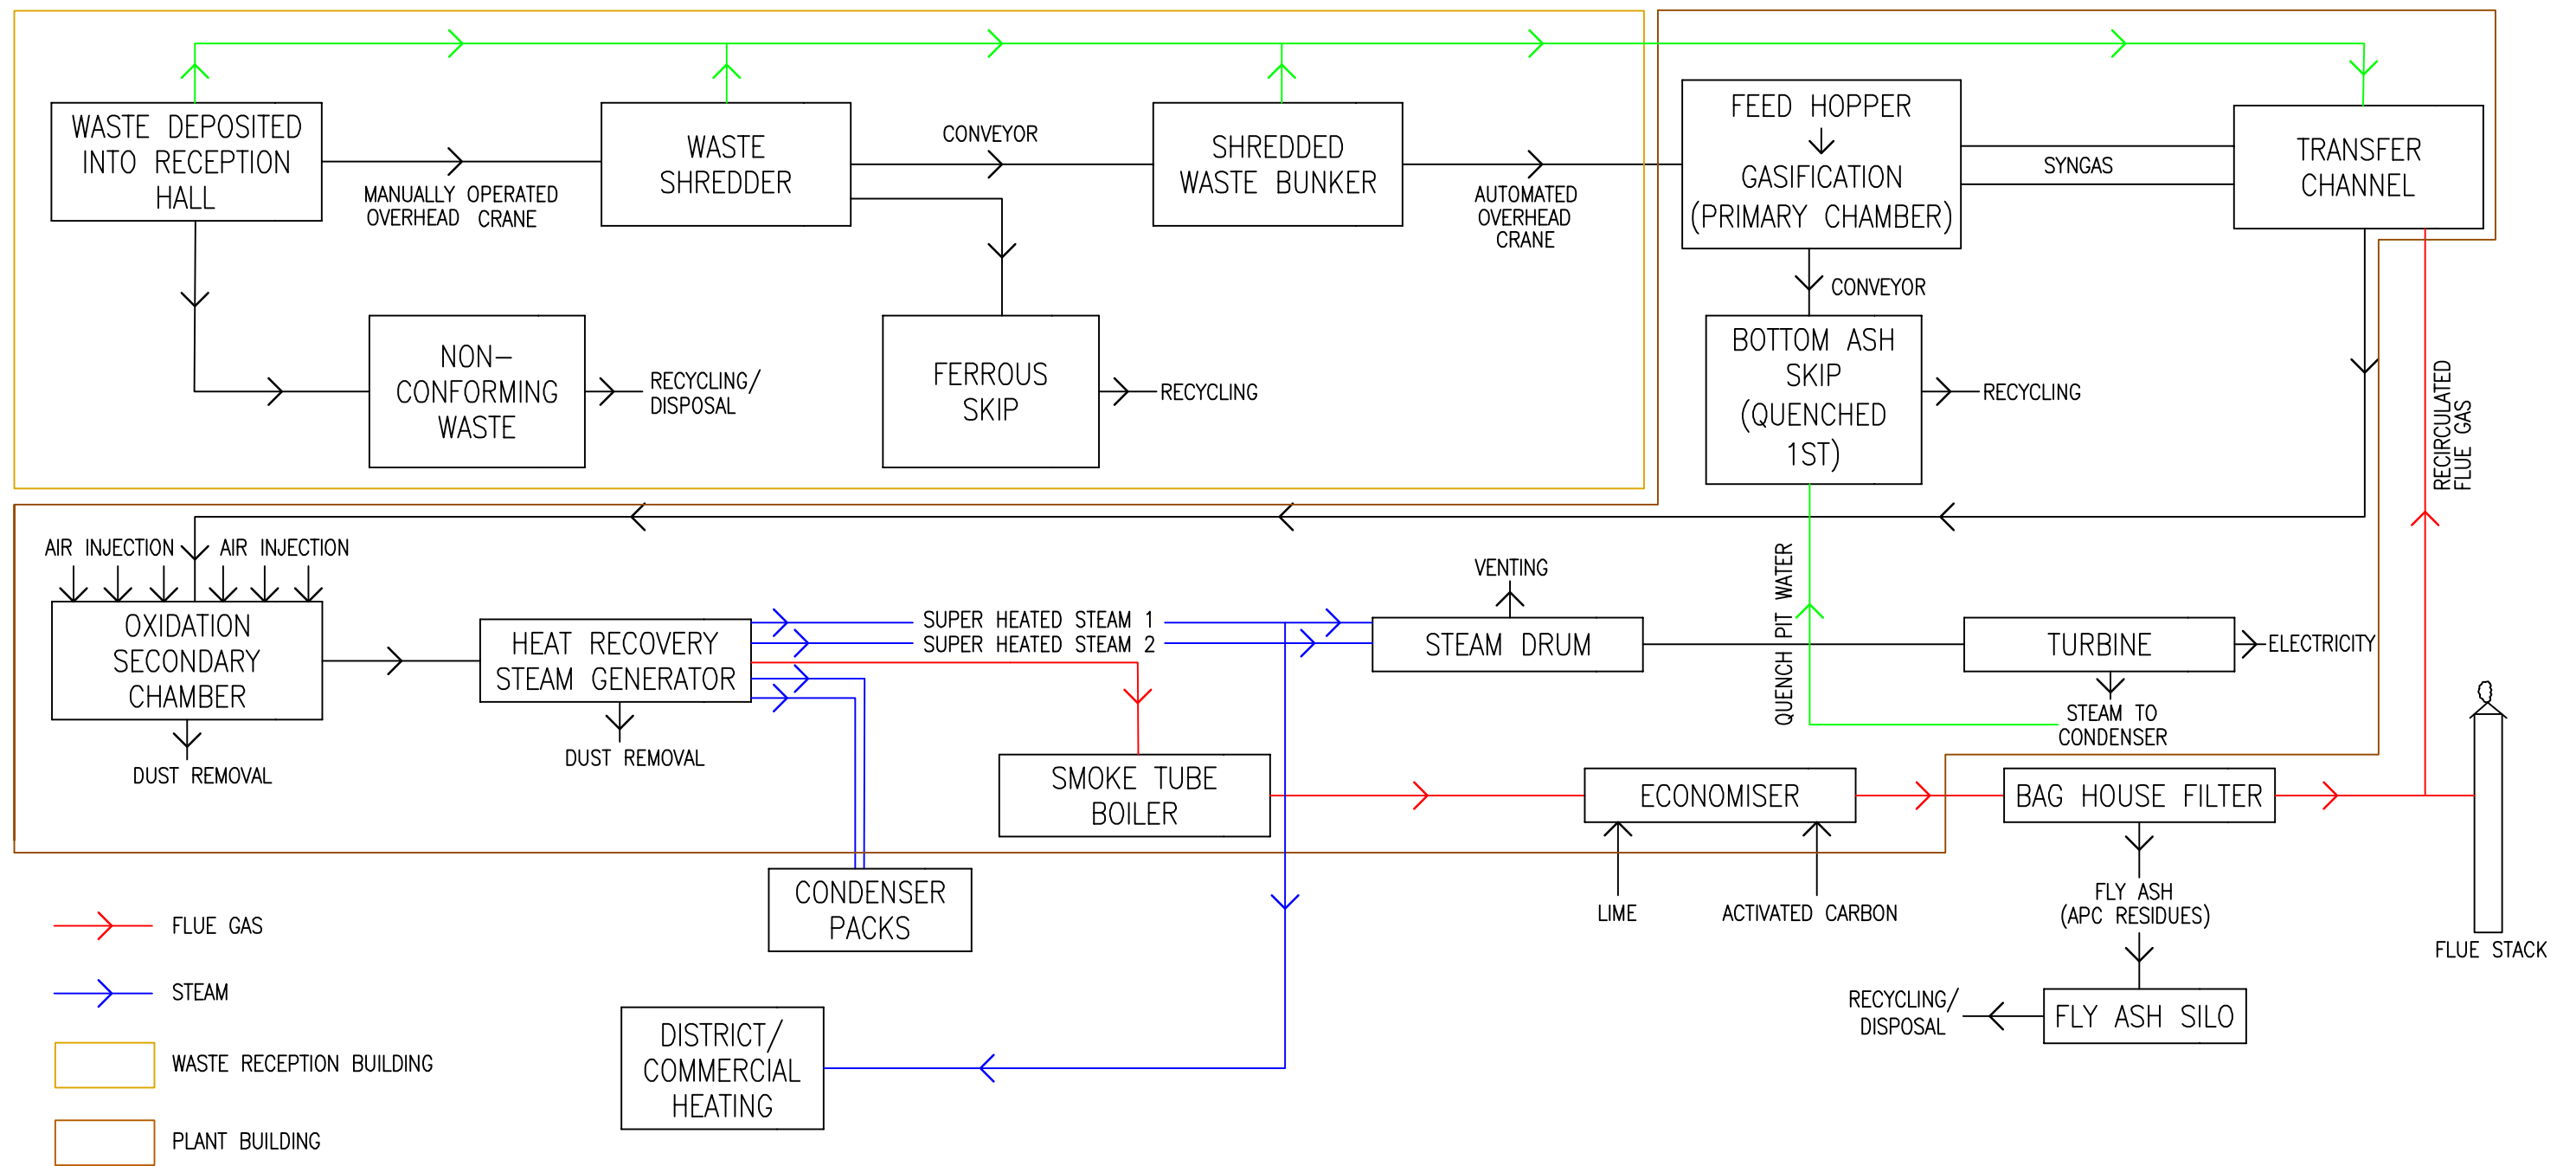 WASTE DEPOSITED
INTO RECEPTION
HALL
MANUALLY OPERATED
OVERHEAD CRANE
WASTE
SHREDDER
CONVEYOR
SHREDDED
WASTE BUNKER
AUTOMATED
OVERHEAD
CRANE
FEED HOPPER
GASIFICATION
(PRIMARY CHAMBER)
SYNGAS
TRANSFER
CHANNEL
NON-
CONFORMING
WASTE
RECYCLING/
DISPOSAL
FERROUS
SKIP
RECYCLING
CONVEYOR
BOTTOM ASH
SKIP
(QUENCHED
1ST)
RECYCLING
RECIRCULATED
FLUE GAS
AIR INJECTION
AIR INJECTION
OXIDATION
SECONDARY
CHAMBER
DUST REMOVAL
HEAT RECOVERY
STEAM GENERATOR
DUST REMOVAL
SUPER HEATED STEAM 1
SUPER HEATED STEAM 2
VENTING
STEAM DRUM
QUENCH PIT WATER
TURBINE
ELECTRICITY
STEAM TO
CONDENSER
SMOKE TUBE
BOILER
ECONOMISER
BAG HOUSE FILTER
CONDENSER
PACKS
LIME
ACTIVATED CARBON
FLY ASH
(APC RESIDUES)
FLUE STACK
FLUE GAS
STEAM
DISTRICT/
COMMERCIAL
HEATING
RECYCLING/
DISPOSAL
FLY ASH SILO
WASTE RECEPTION BUILDING
PLANT BUILDING